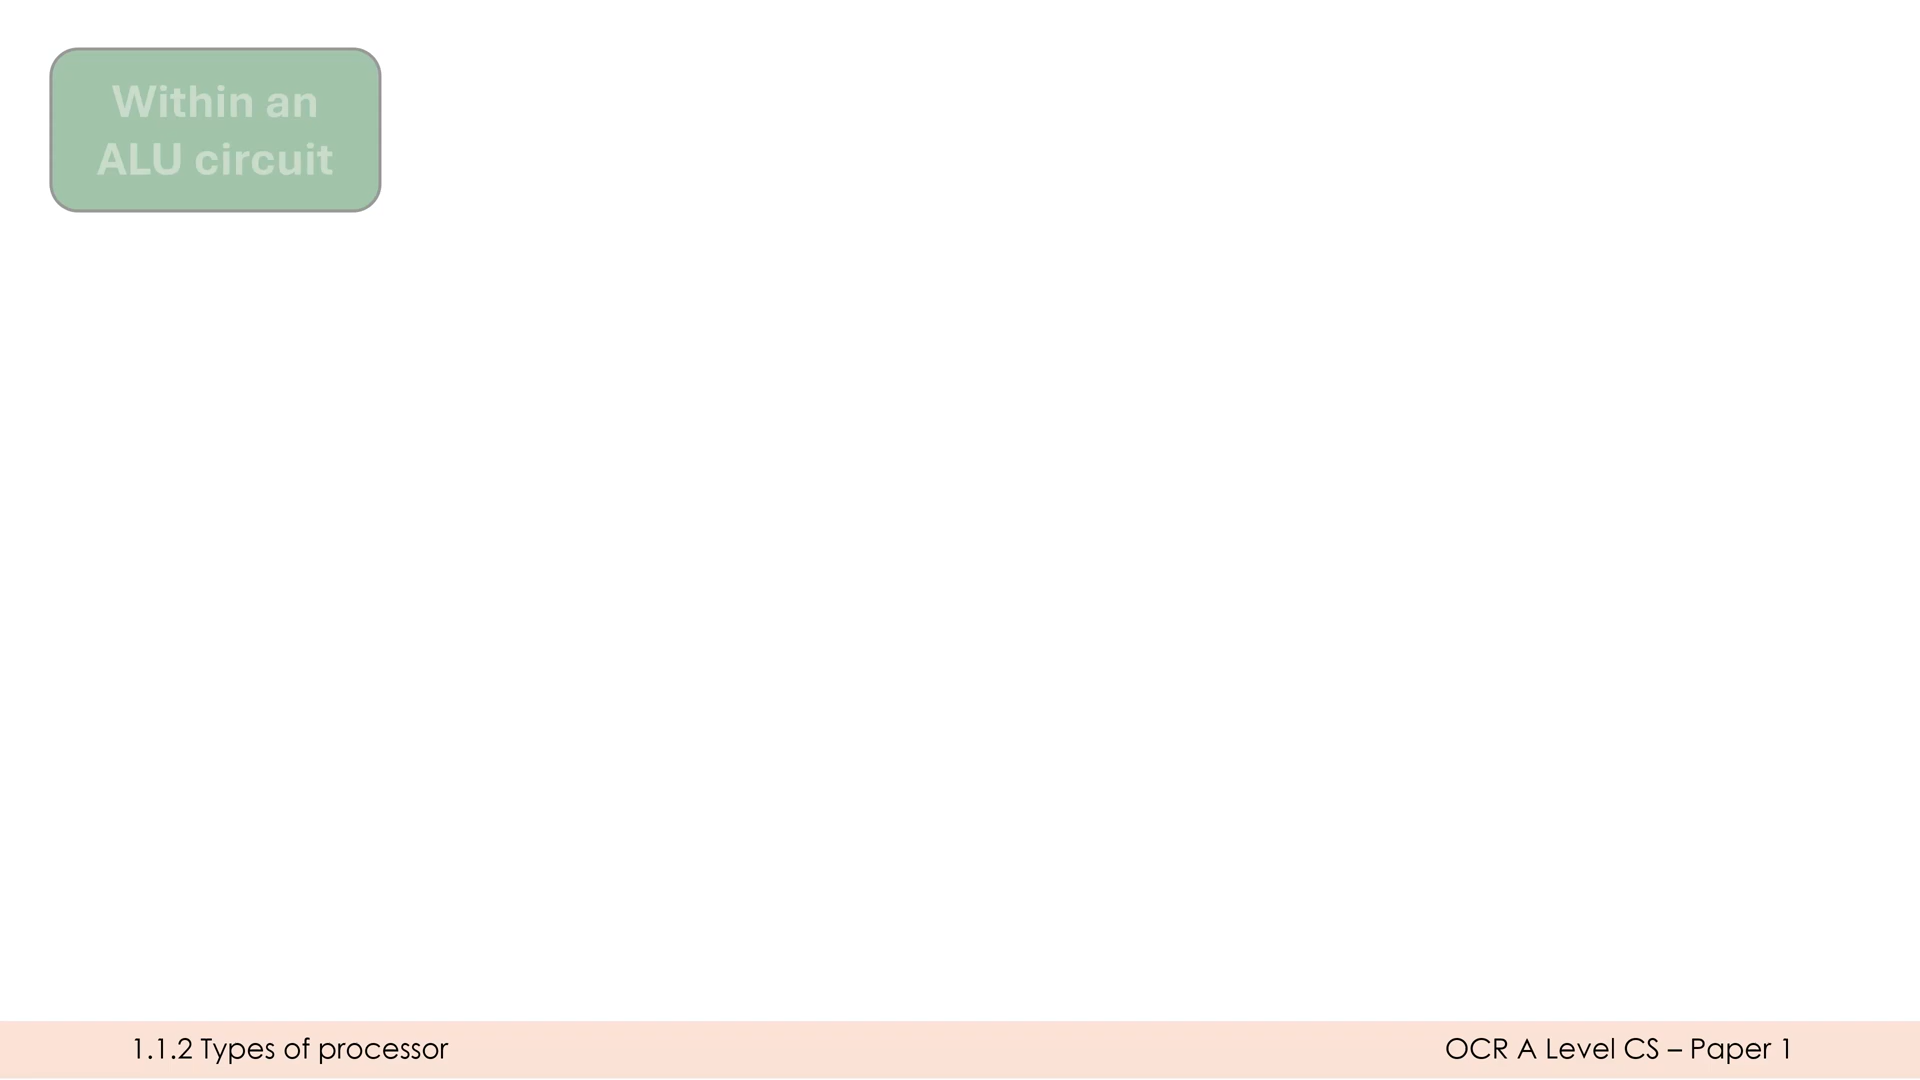 Within an
ALU circuit
1.1.2 Types of processor
OCR A Level CS – Paper 1